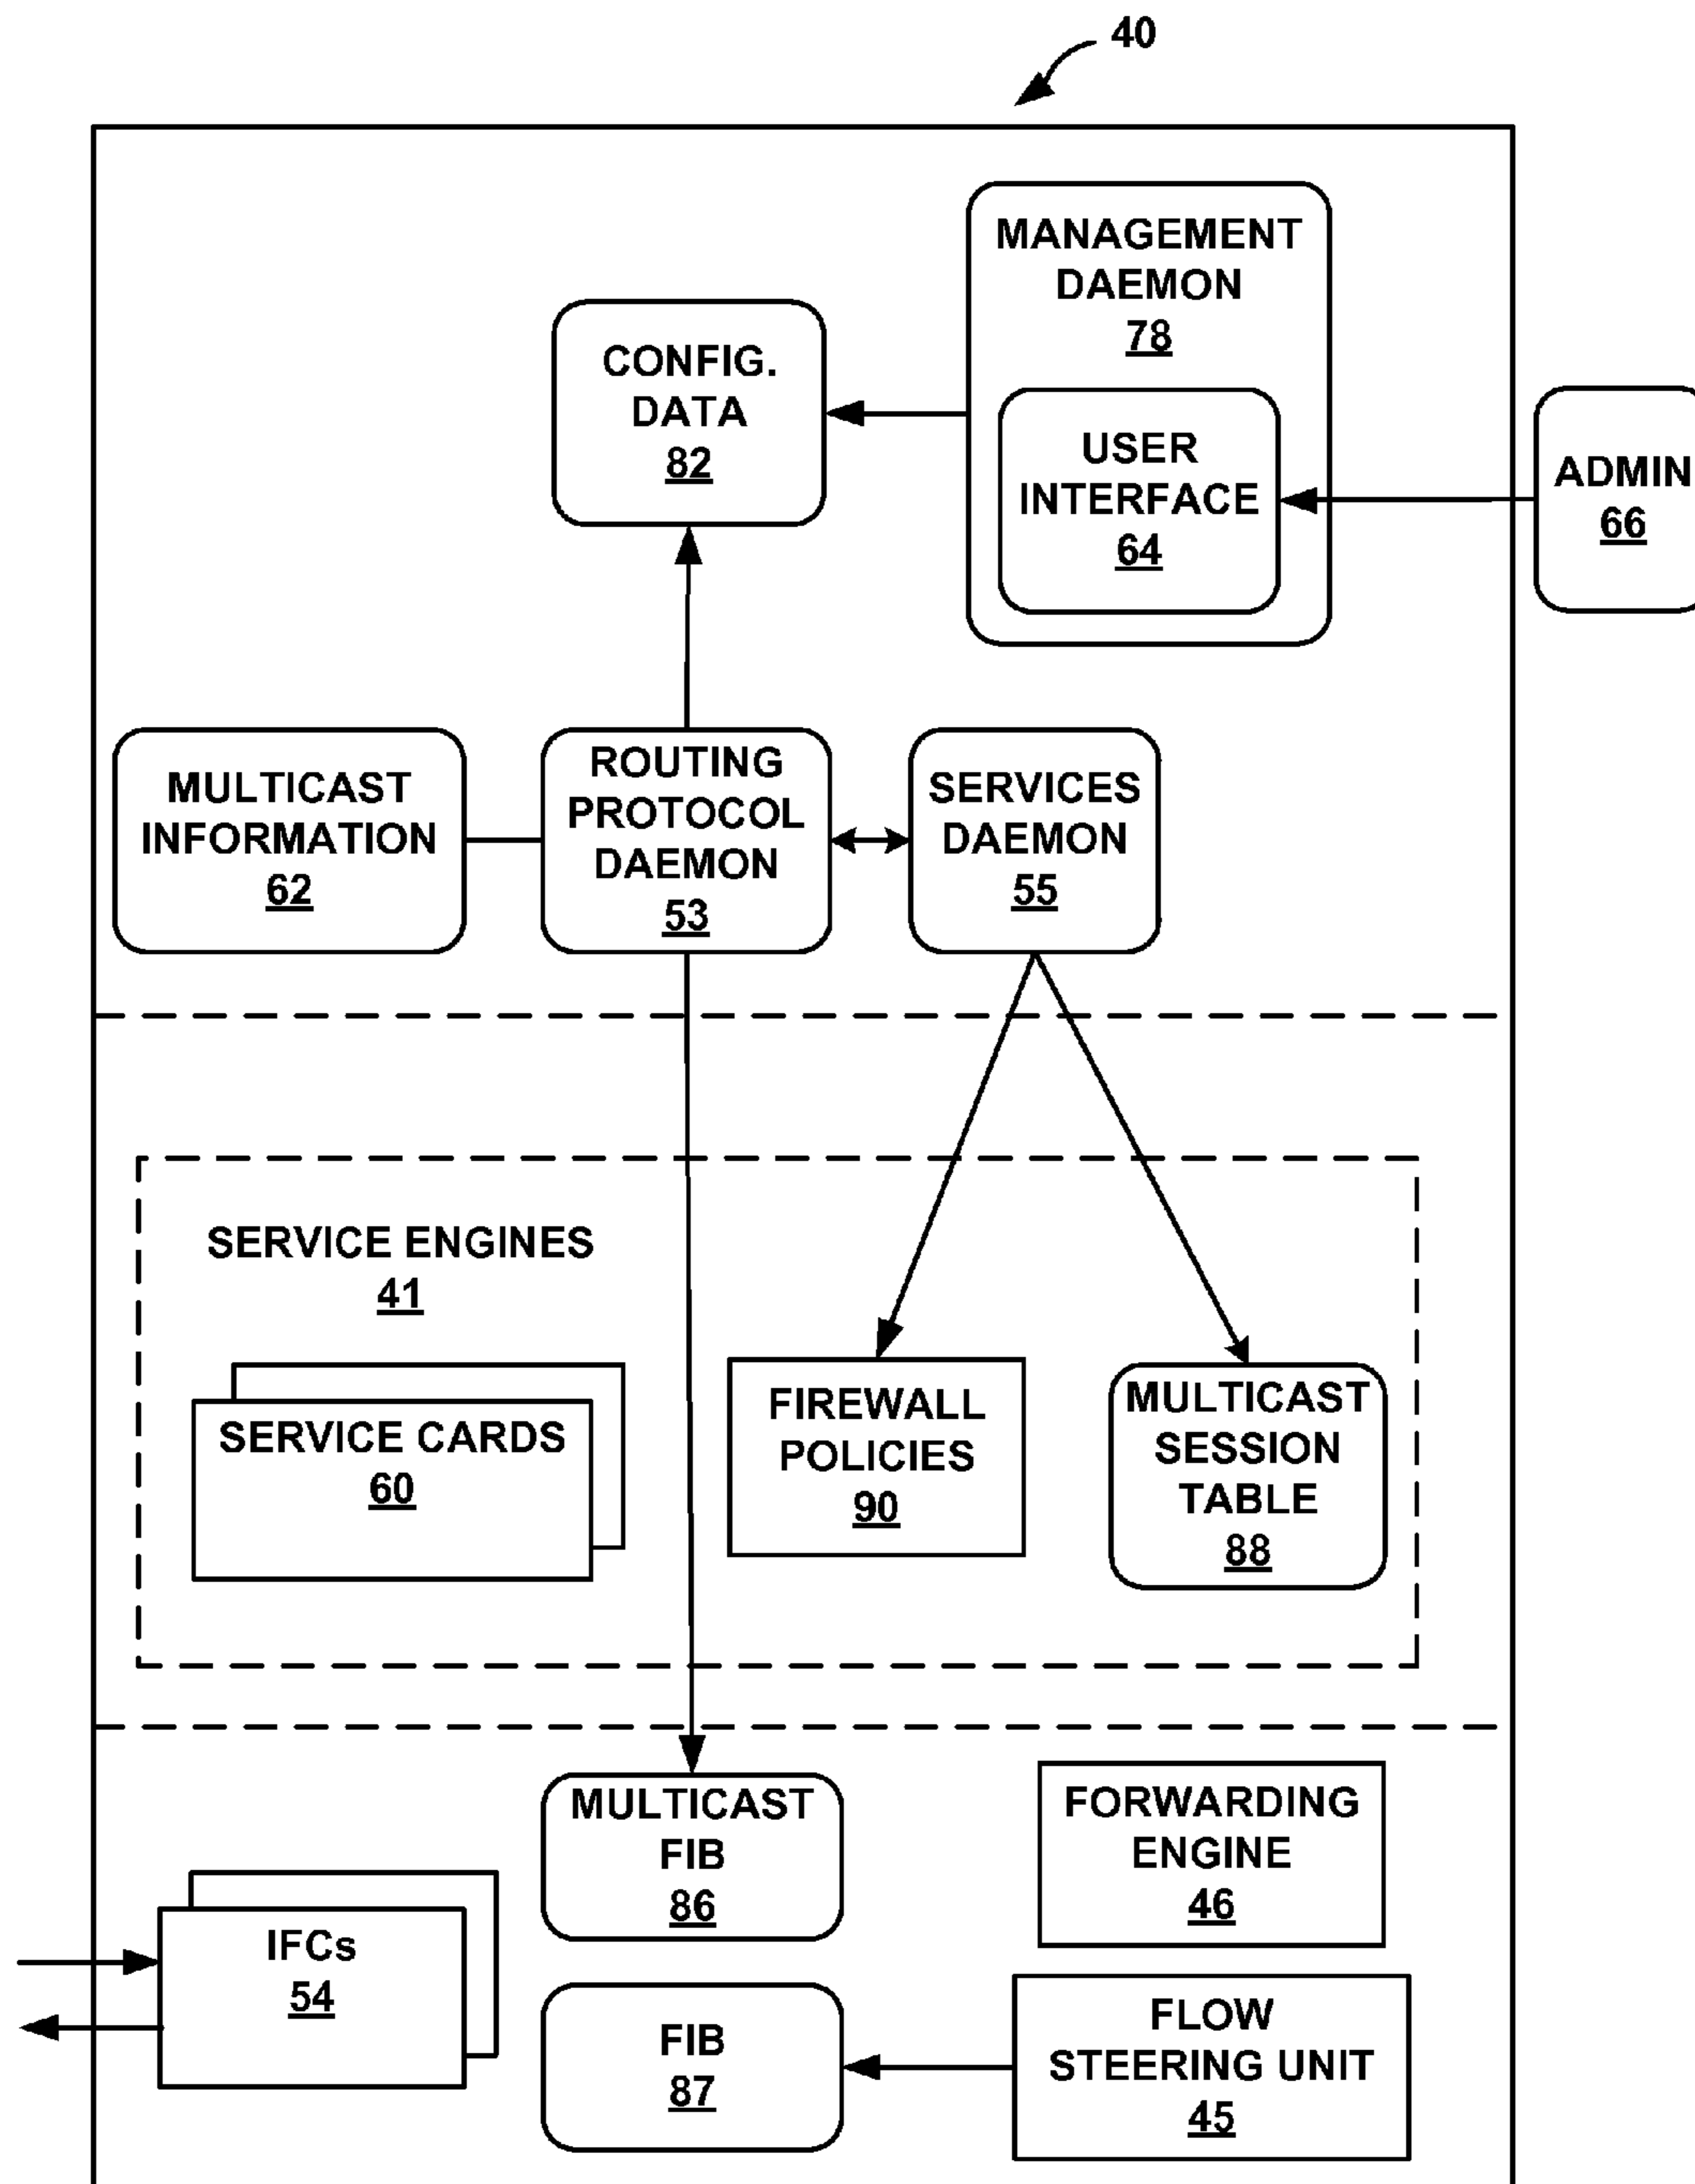 40
MANAGEMENT
DAEMON
78
CONFIG.
DATA
82
USER
INTERFACE
64
ADMIN
66
MULTICAST
INFORMATION
62
ROUTING
PROTOCOL
DAEMON
53
SERVICES
DAEMON
55
SERVICE ENGINES
41
SERVICE CARDS
60
FIREWALL
POLICIES
90
MULTICAST
SESSION
TABLE
88
MULTICAST
FIB
86
FORWARDING
ENGINE
46
IFCs
54
FIB
87
FLOW
STEERING UNIT
45